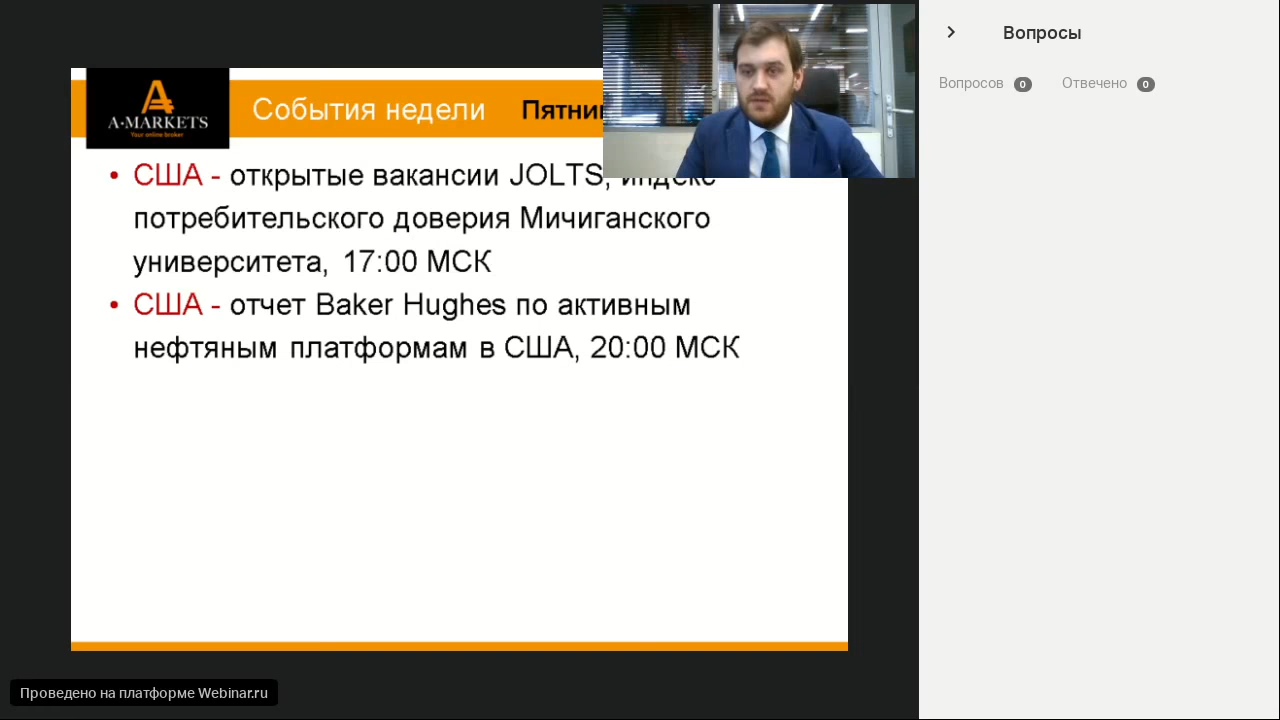 A-MARKETS
Your online broker
События недели
США - открытые вакансии JOLTS, индекс
потребительского доверия Мичиганского
университета, 17:00 МСК
США - отчет Baker Hughes по активным
нефтяным платформам в США, 20:00 МСК
Проведено на платформе Webinar.ru
Вопросы
Вопросов 0 Отвечено 0